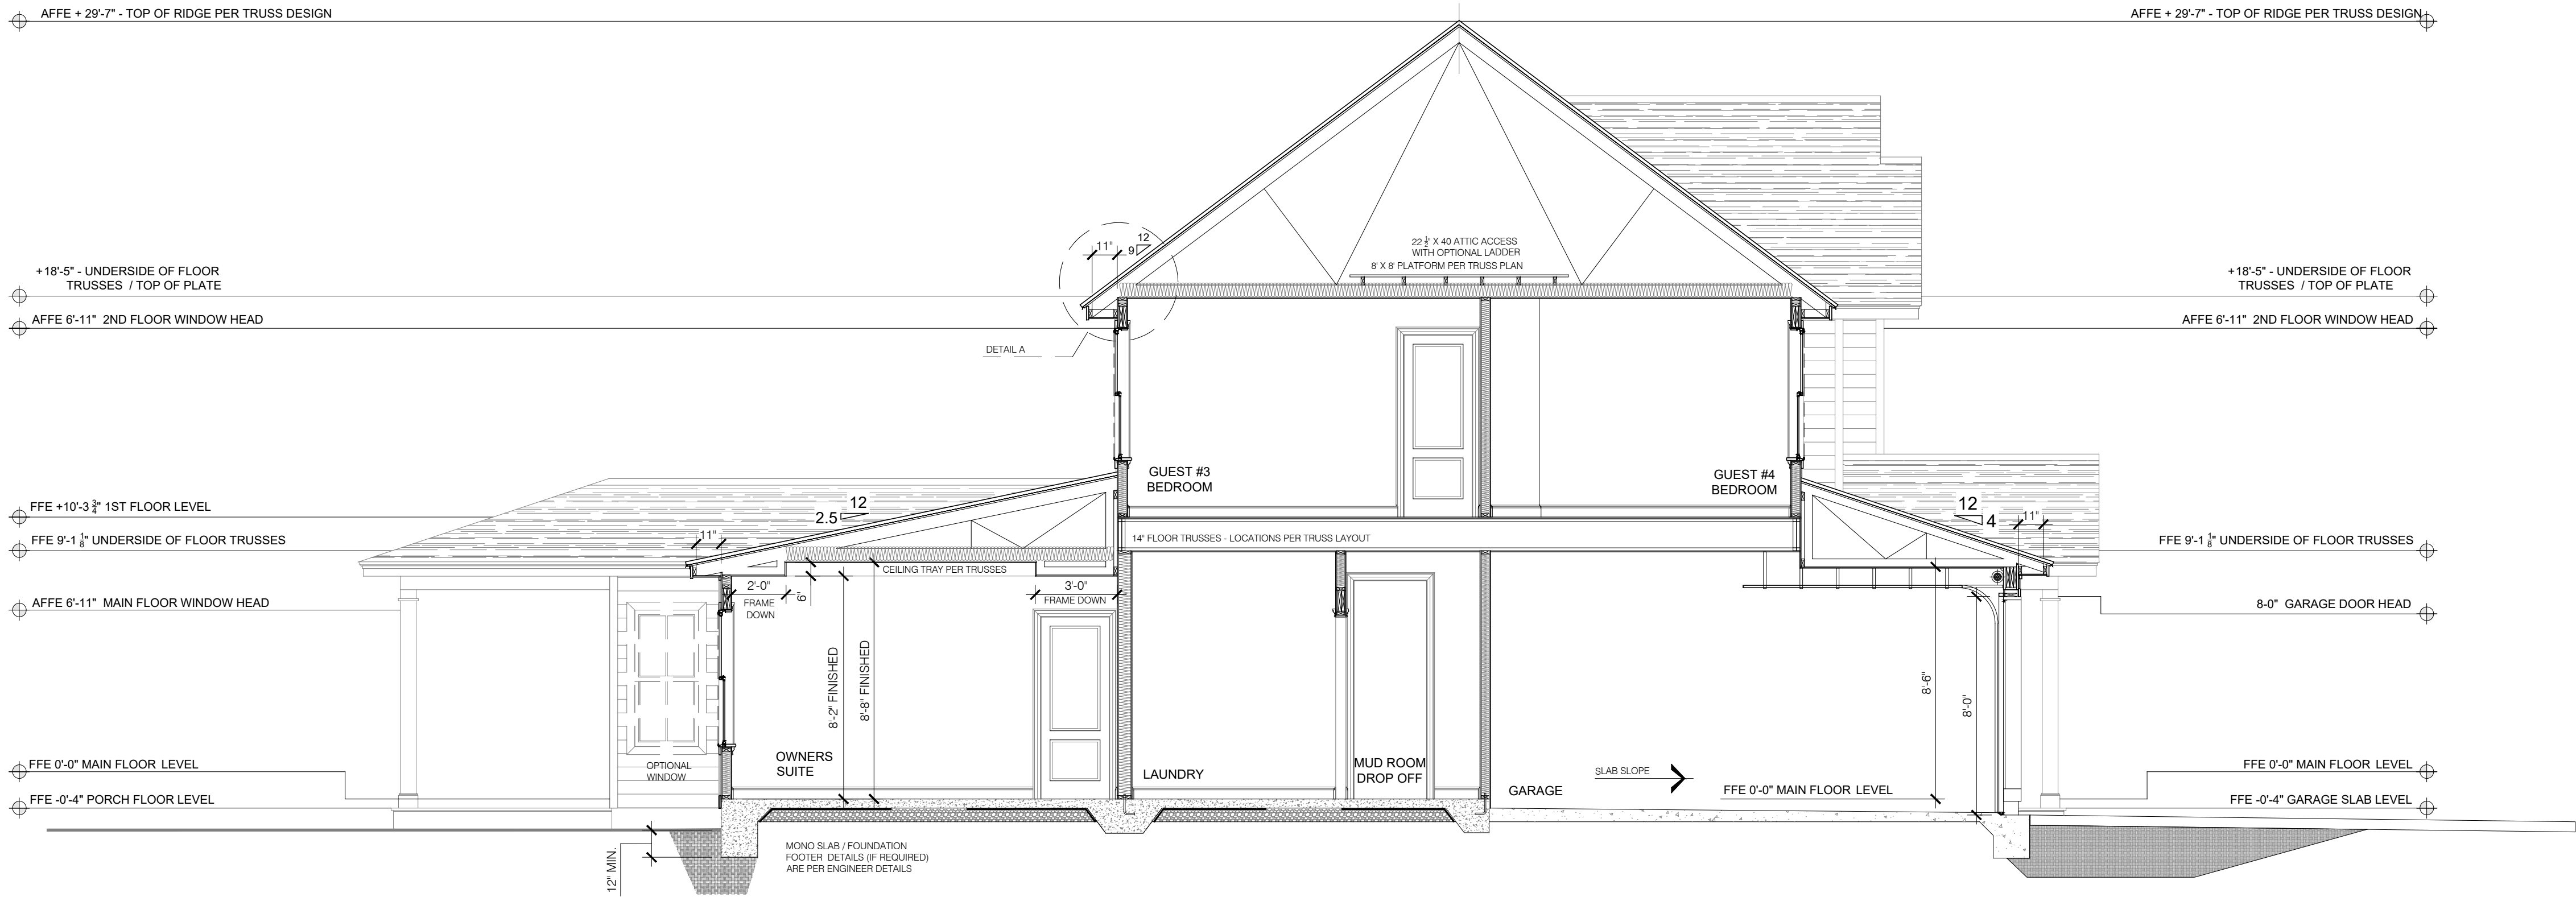 AFFE + 29'-7" - TOP OF RIDGE PER TRUSS DESIGN
AFFE + 29'-7" - TOP OF RIDGE PER TRUSS DESIGN
11"
12
9
22 1/2" X 40 ATTIC ACCESS
WITH OPTIONAL LADDER
8' X 8' PLATFORM PER TRUSS PLAN
+18'-5" - UNDERSIDE OF FLOOR
TRUSSES / TOP OF PLATE
+18'-5" - UNDERSIDE OF FLOOR
TRUSSES / TOP OF PLATE
AFFE 6'-11" 2ND FLOOR WINDOW HEAD
AFFE 6'-11" 2ND FLOOR WINDOW HEAD
DETAIL A
GUEST #3
BEDROOM
GUEST #4
BEDROOM
FFE +10'-3 3/4" 1ST FLOOR LEVEL
12
2.5
12
4
11"
FFE 9'-1 1/8" UNDERSIDE OF FLOOR TRUSSES
11"
14" FLOOR TRUSSES - LOCATIONS PER TRUSS LAYOUT
FFE 9'-1 1/8" UNDERSIDE OF FLOOR TRUSSES
CEILING TRAY PER TRUSSES
2'-0"
FRAME
DOWN
6"
3'-0"
FRAME DOWN
AFFE 6'-11" MAIN FLOOR WINDOW HEAD
8-0" GARAGE DOOR HEAD
8'-2" FINISHED
8'-8" FINISHED
8'-6"
8'-0"
OWNERS
SUITE
OPTIONAL
WINDOW
LAUNDRY
MUD ROOM
DROP OFF
SLAB SLOPE
GARAGE
FFE 0'-0" MAIN FLOOR LEVEL
FFE 0'-0" MAIN FLOOR LEVEL
FFE 0'-0" MAIN FLOOR LEVEL
FFE -0'-4" PORCH FLOOR LEVEL
FFE -0'-4" GARAGE SLAB LEVEL
12" MIN.
MONO SLAB / FOUNDATION
FOOTER DETAILS (IF REQUIRED)
ARE PER ENGINEER DETAILS